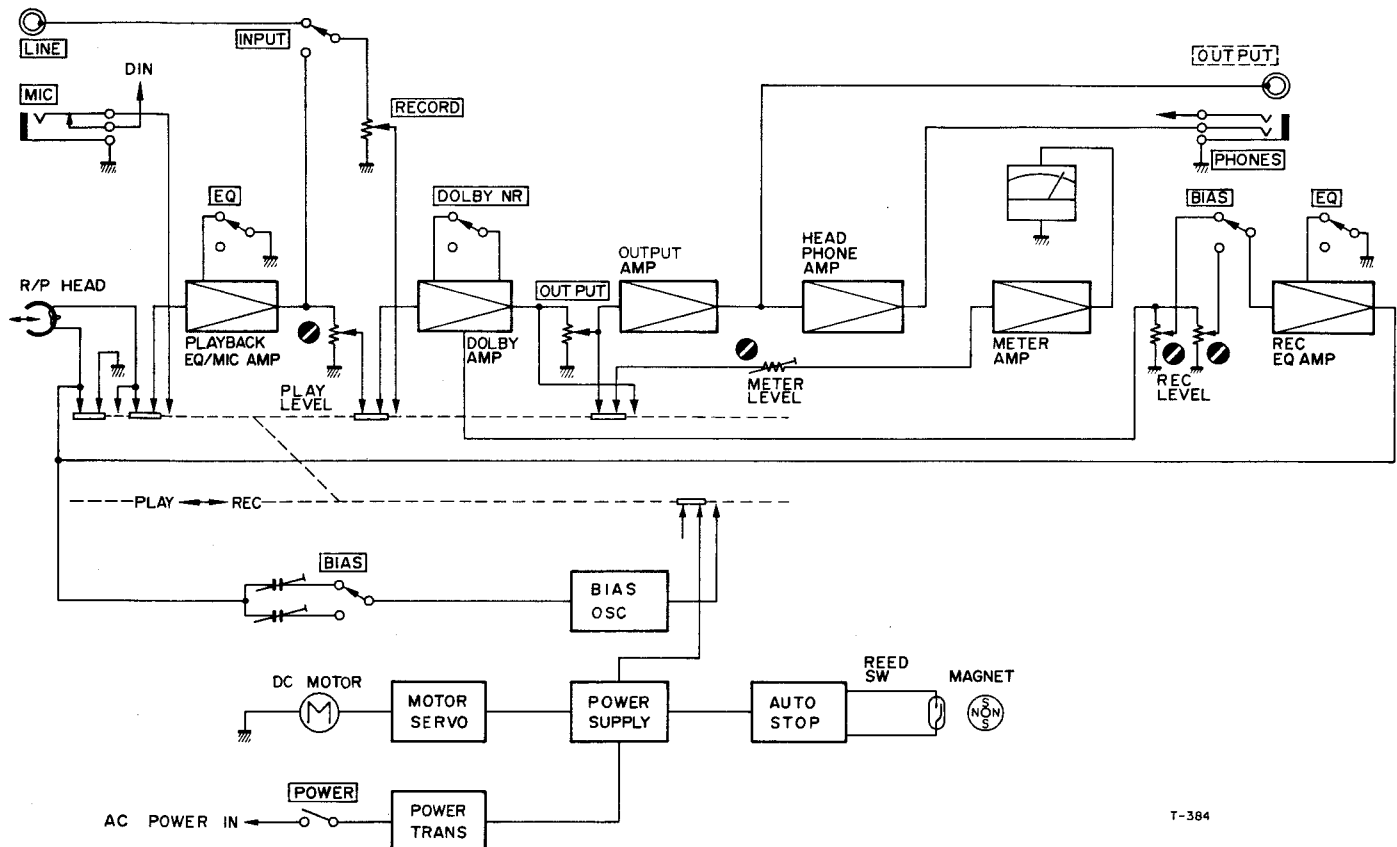 LINE
INPUT
OUTPUT
DIN
MIC
RECORD
PHONES
EQ
DOLBY NR
BIAS
EQ
R/P HEAD
OUTPUT
AMP
HEAD
PHONE
AMP
OUTPUT
PLAYBACK
EQ/MIC AMP
DOLBY
AMP
METER
AMP
REC
EQ AMP
PLAY
LEVEL
METER
LEVEL
REC
LEVEL
PLAY
REC
BIAS
BIAS
OSC
DC MOTOR
M
MOTOR
SERVO
POWER
SUPPLY
AUTO
STOP
REED
SW
MAGNET
S
N N
S
POWER
AC POWER IN
POWER
TRANS
T-384